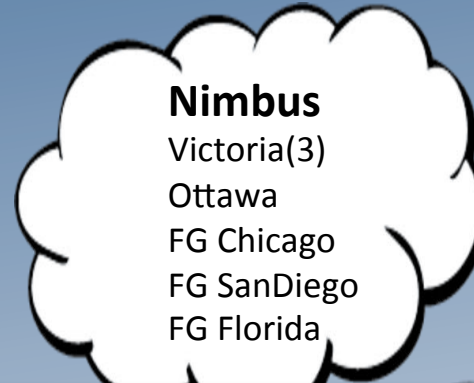 Nimbus
Victoria(3)
Ottawa
FG Chicago
FG SanDiego
FG Florida